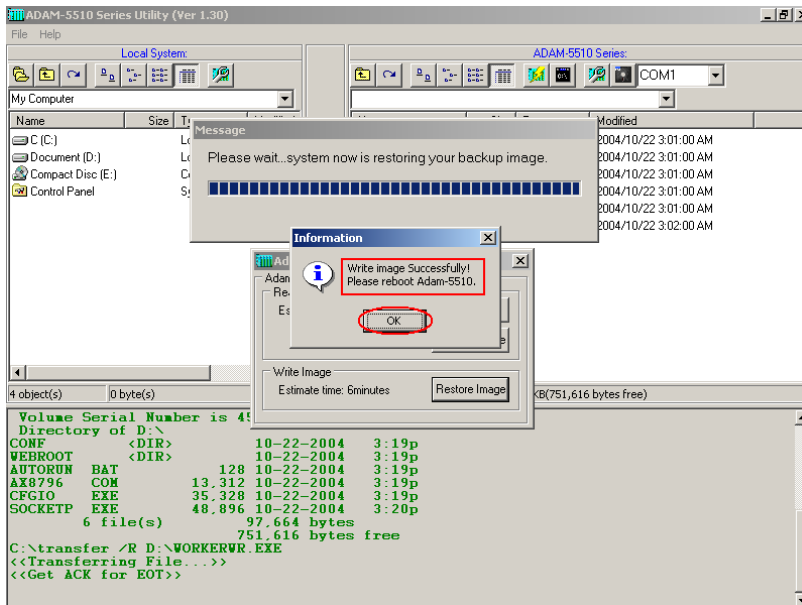 ADAM-5510 Series Utility (Ver 1.30)
File Help
Local System:
ADAM-5510 Series:
COM1
My Computer
Name Size
Modified
C (C:)
Document (D:)
Compact Disc (E:)
Control Panel
2004/10/22 3:01:00 AM
2004/10/22 3:01:00 AM
2004/10/22 3:01:00 AM
2004/10/22 3:01:00 AM
2004/10/22 3:02:00 AM
Message
Please wait...system now is restoring your backup image.
Information
Write image Successfully!
Please reboot Adam-5510.
OK
Write Image
Estimate time: 6minutes
Restore Image
4 object(s) 0 byte(s)
KB(751,616 bytes free)
Volume Serial Number is
Directory of D:\
CONF <DIR> 10-22-2004 3:19p
WEBROOT <DIR> 10-22-2004 3:19p
AUTORUN BAT 128 10-22-2004 3:19p
AX8796 COM 13,312 10-22-2004 3:19p
CFGIO EXE 35,328 10-22-2004 3:19p
SOCKETP EXE 48,896 10-22-2004 3:20p
6 file(s) 97,664 bytes
751,616 bytes free
C:\transfer /R D:\WORKERWR.EXE
<<Transferring File...>>
<<Get ACK for EOT>>